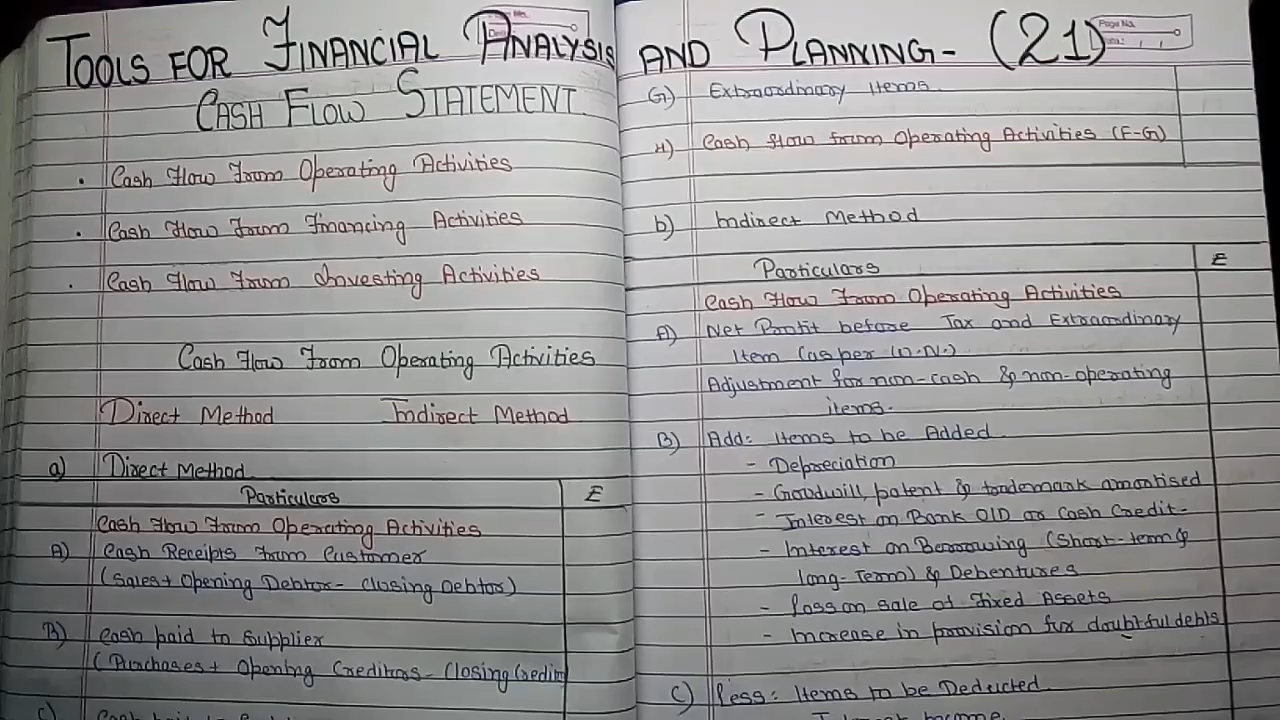 TOOLS FOR FINANCIAL ANALYSIS AND PLANNING- (21)
CASH FLOW STATEMENT
• Cash Flow From Operating Activities
• Cash Flow From Financing Activities
• Cash Flow From Investing Activities
Cash Flow From Operating Activities
Direct Method Indirect Method
a) Direct Method
Particulars £
Cash Flow From Operating Activities
A) Cash Receipts From Customer
(Sales + Opening Debtor - Closing Debtor)
B) Cash paid to Supplier
(Purchases + Opening Creditors - Closing Credito
C)
Page No.
G) Extraordinary Items
H) Cash flow from Operating Activities (F-G)
b) Indirect Method
Particulars £
Cash Flow From Operating Activities
A) Net Profit before Tax and Extraordinary
Item (as per W.N.)
Adjustment for non-cash & non-operating
items.
B) Add: Items to be Added
- Depreciation
- Goodwill, patent & trademark amortised
- Interest on Bank O/D or Cash Credit-
- Interest on Borrowing (Short-term &
long-Term) & Debentures
- Loss on sale of Fixed Assets
- Increase in provision for doubtful debts
C) Less: Items to be Deducted